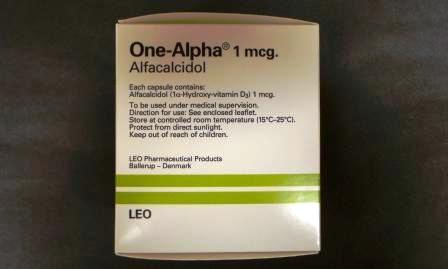 One-Alpha® 1 mcg.
Alfacalcidol
Each capsule contains:
Alfacalcidol (1α-Hydroxy-vitamin D₃) 1 mcg.
To be used under medical supervision.
Direction for use: See enclosed leaflet.
Store at controlled room temperature (15°C–25°C).
Protect from direct sunlight.
Keep out of reach of children.
LEO Pharmaceutical Products
Ballerup – Denmark
LEO